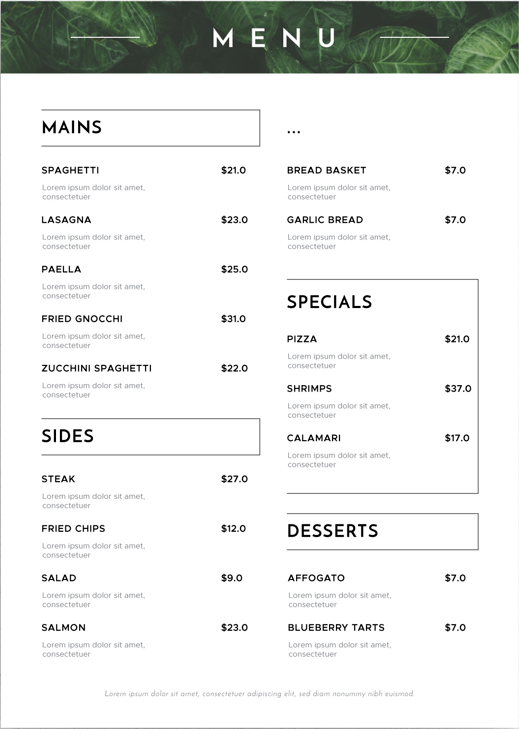 MENU
MAINS
SPAGHETTI $21.0
Lorem ipsum dolor sit amet,
consectetuer
LASAGNA $23.0
Lorem ipsum dolor sit amet,
consectetuer
PAELLA $25.0
Lorem ipsum dolor sit amet,
consectetuer
FRIED GNOCCHI $31.0
Lorem ipsum dolor sit amet,
consectetuer
ZUCCHINI SPAGHETTI $22.0
Lorem ipsum dolor sit amet,
consectetuer
SIDES
STEAK $27.0
Lorem ipsum dolor sit amet,
consectetuer
FRIED CHIPS $12.0
Lorem ipsum dolor sit amet,
consectetuer
SALAD $9.0
Lorem ipsum dolor sit amet,
consectetuer
SALMON $23.0
Lorem ipsum dolor sit amet,
consectetuer
...
BREAD BASKET $7.0
Lorem ipsum dolor sit amet,
consectetuer
GARLIC BREAD $7.0
Lorem ipsum dolor sit amet,
consectetuer
SPECIALS
PIZZA $21.0
Lorem ipsum dolor sit amet,
consectetuer
SHRIMPS $37.0
Lorem ipsum dolor sit amet,
consectetuer
CALAMARI $17.0
Lorem ipsum dolor sit amet,
consectetuer
DESSERTS
AFFOGATO $7.0
Lorem ipsum dolor sit amet,
consectetuer
BLUEBERRY TARTS $7.0
Lorem ipsum dolor sit amet,
consectetuer
Lorem ipsum dolor sit amet, consectetuer adipiscing elit, sed diam nonummy nibh euismod.